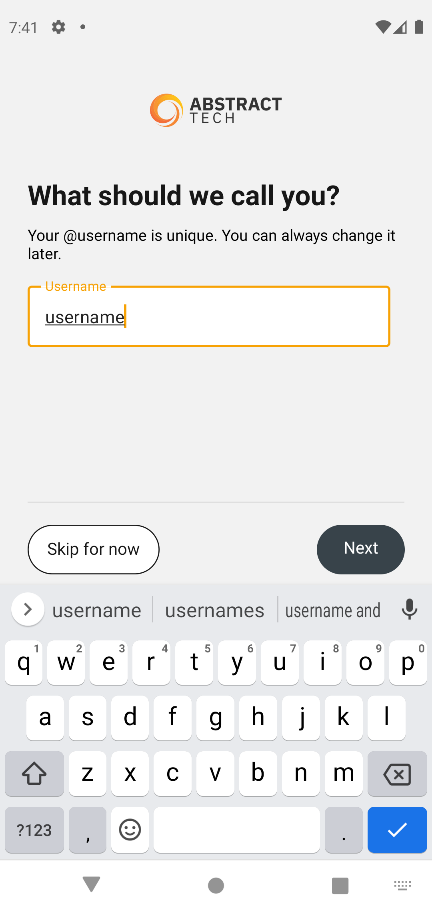 7:41
ABSTRACT
TECH
What should we call you?
Your @username is unique. You can always change it
later.
Username
username
Skip for now
Next
username usernames username and
q1 w2 e3 r4 t5 y6 u7 i8 o9 p0
a s d f g h j k l
z x c v b n m
?123 , .